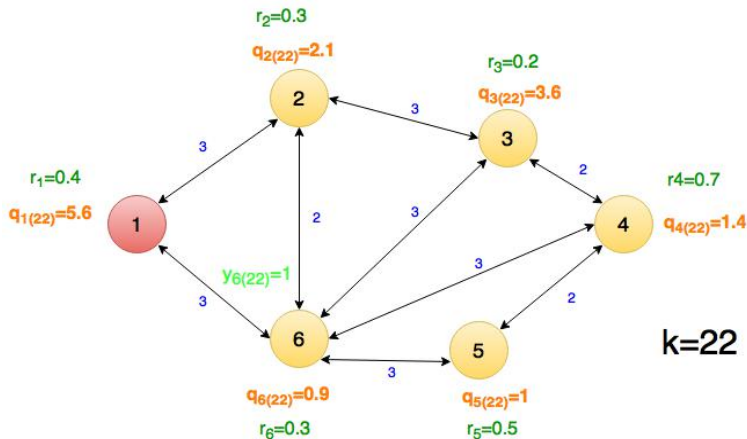 r₂=0.3
q₂₍₂₂₎=2.1
2
r₃=0.2
q₃₍₂₂₎=3.6
3
3
3
r₁=0.4
q₁₍₂₂₎=5.6
1
2
r4=0.7
q₄₍₂₂₎=1.4
4
2
3
3
y₆₍₂₂₎=1
3
2
6
5
3
k=22
q₆₍₂₂₎=0.9
r₆=0.3
q₅₍₂₂₎=1
r₅=0.5